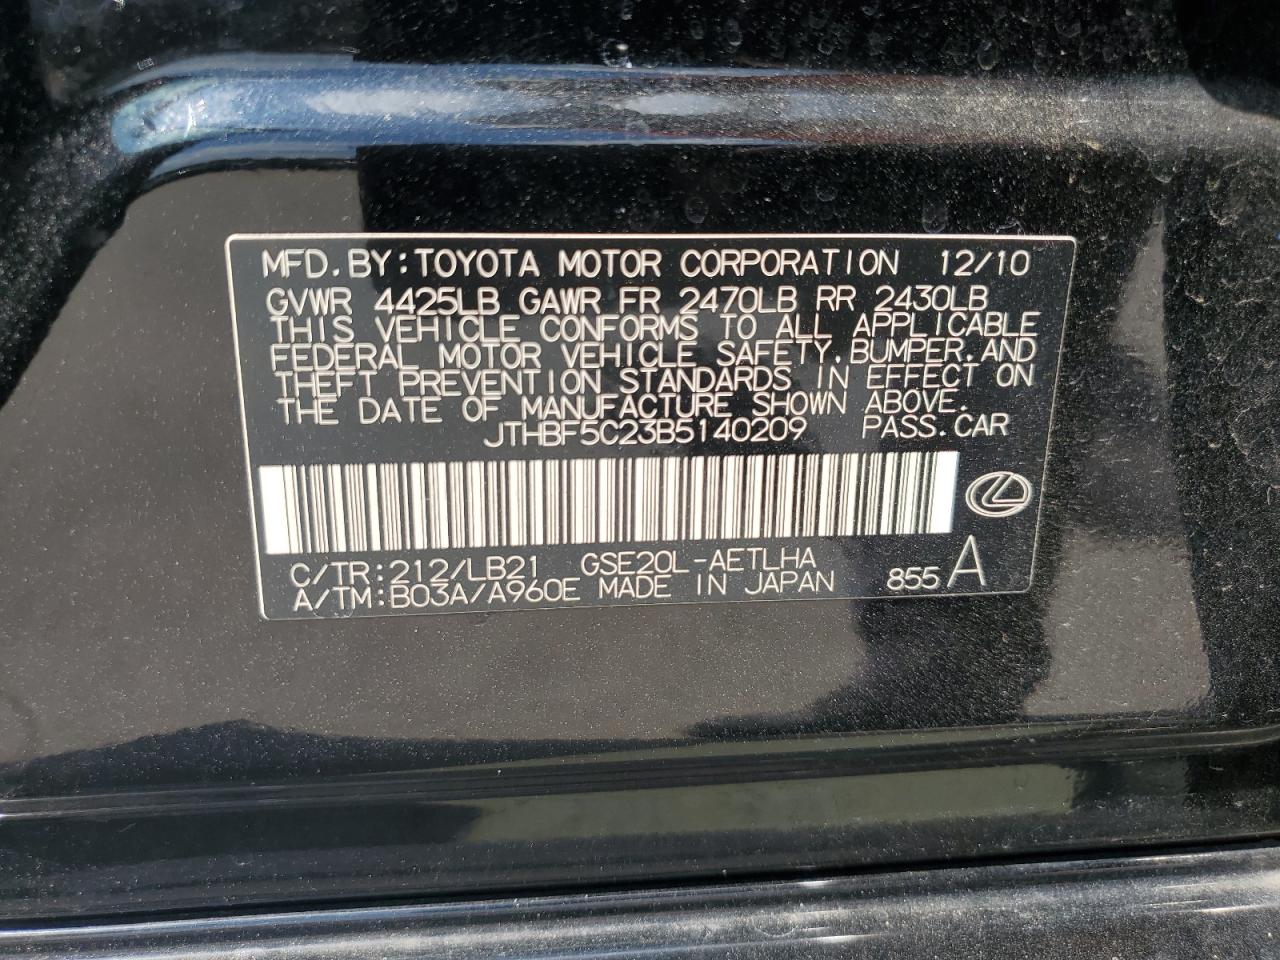 MFD.BY:TOYOTA MOTOR CORPORATION 12/10
GVWR 4425LB GAWR FR 2470LB RR 2430LB
THIS VEHICLE CONFORMS TO ALL APPLICABLE
FEDERAL MOTOR VEHICLE SAFETY,BUMPER,AND
THEFT PREVENTION STANDARDS IN EFFECT ON
THE DATE OF MANUFACTURE SHOWN ABOVE.
JTHBF5C23B5140209 PASS.CAR
C/TR:212/LB21 GSE20L-AETLHA
A/TM:B03A/A960E MADE IN JAPAN 855 A